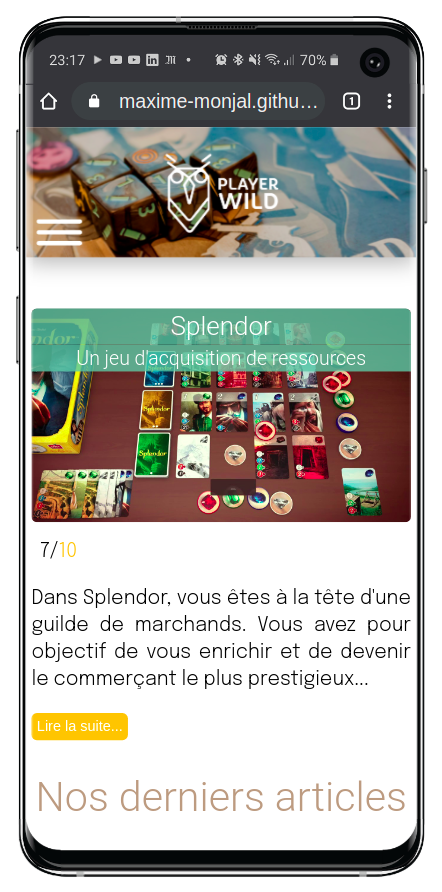 23:17
70%
maxime-monjal.githu...
1
PLAYER
WILD
Splendor
Un jeu d'acquisition de ressources
Splendor
Splendor
7/10
Dans Splendor, vous êtes à la tête d'une
guilde de marchands. Vous avez pour
objectif de vous enrichir et de devenir
le commerçant le plus prestigieux...
Lire la suite...
Nos derniers articles